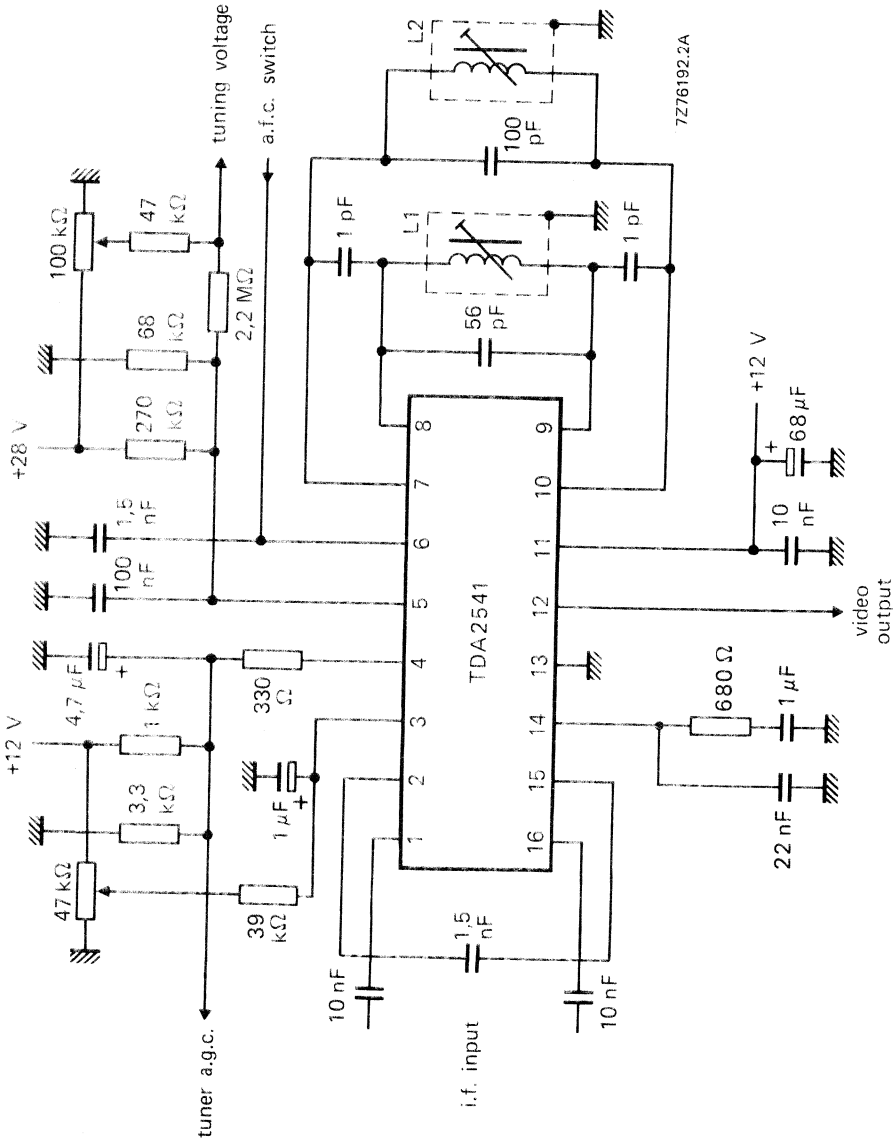 +12 V
+28 V
47 kΩ
3,3
kΩ
1 kΩ
4,7 µF
100
nF
1,5
nF
270
kΩ
68
kΩ
100 kΩ
47
kΩ
tuner a.g.c.
tuning voltage
39
kΩ
1 µF
+
+
330
Ω
2,2 MΩ
a.f.c. switch
10 nF
1 pF
1
2
3
4
5
6
7
8
L1
L2
i.f. input
1,5
nF
TDA2541
56
pF
100
pF
16
15
14
13
12
11
10
9
10 nF
1 pF
7Z76192.2A
680 Ω
+12 V
22 nF
1 µF
10
nF
+
68 µF
video
output